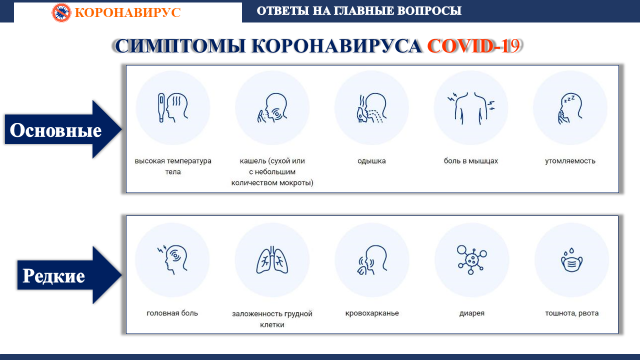 КОРОНАВИРУС
ОТВЕТЫ НА ГЛАВНЫЕ ВОПРОСЫ
СИМПТОМЫ КОРОНАВИРУСА COVID-19
Основные
высокая температура
тела
кашель (сухой или
с небольшим
количеством мокроты)
одышка
боль в мышцах
утомляемость
Редкие
головная боль
заложенность грудной
клетки
кровохарканье
диарея
тошнота, рвота